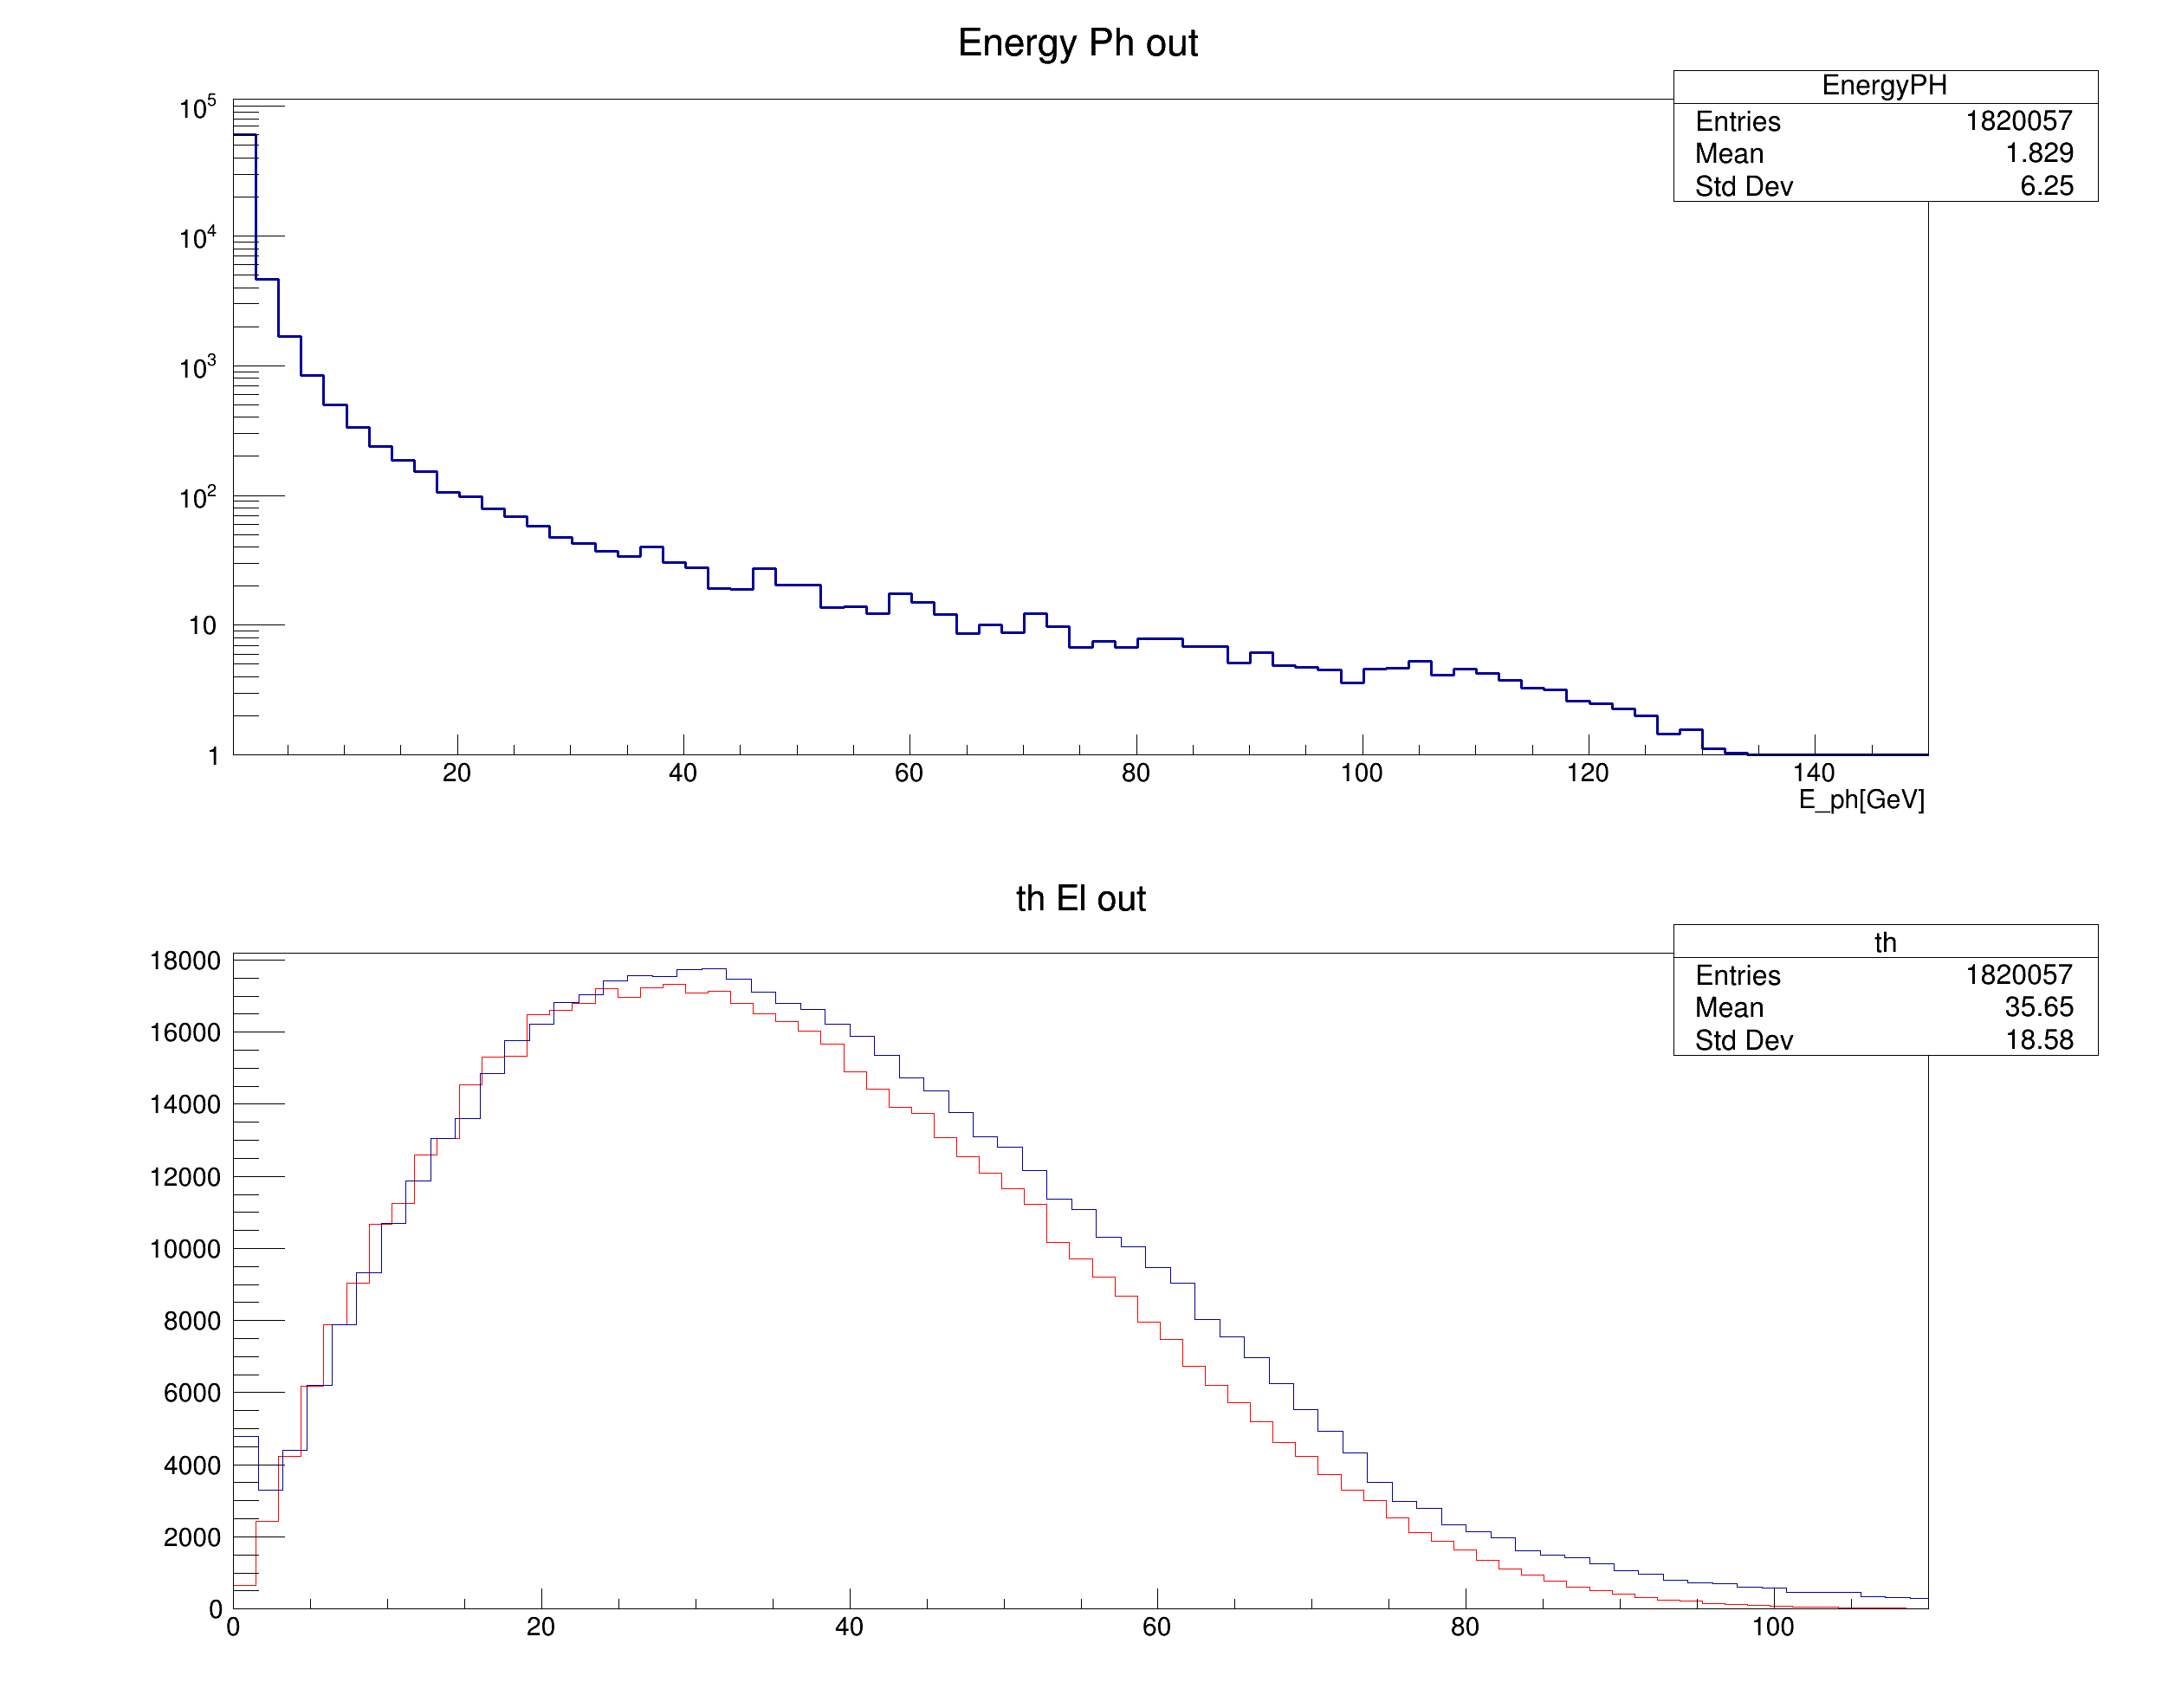 Energy Ph out
EnergyPH
Entries 1820057
Mean 1.829
Std Dev 6.25
10^5
10^4
10^3
10^2
10
1
20 40 60 80 100 120 140
E_ph[GeV]
th El out
th
Entries 1820057
Mean 35.65
Std Dev 18.58
18000
16000
14000
12000
10000
8000
6000
4000
2000
0
0 20 40 60 80 100